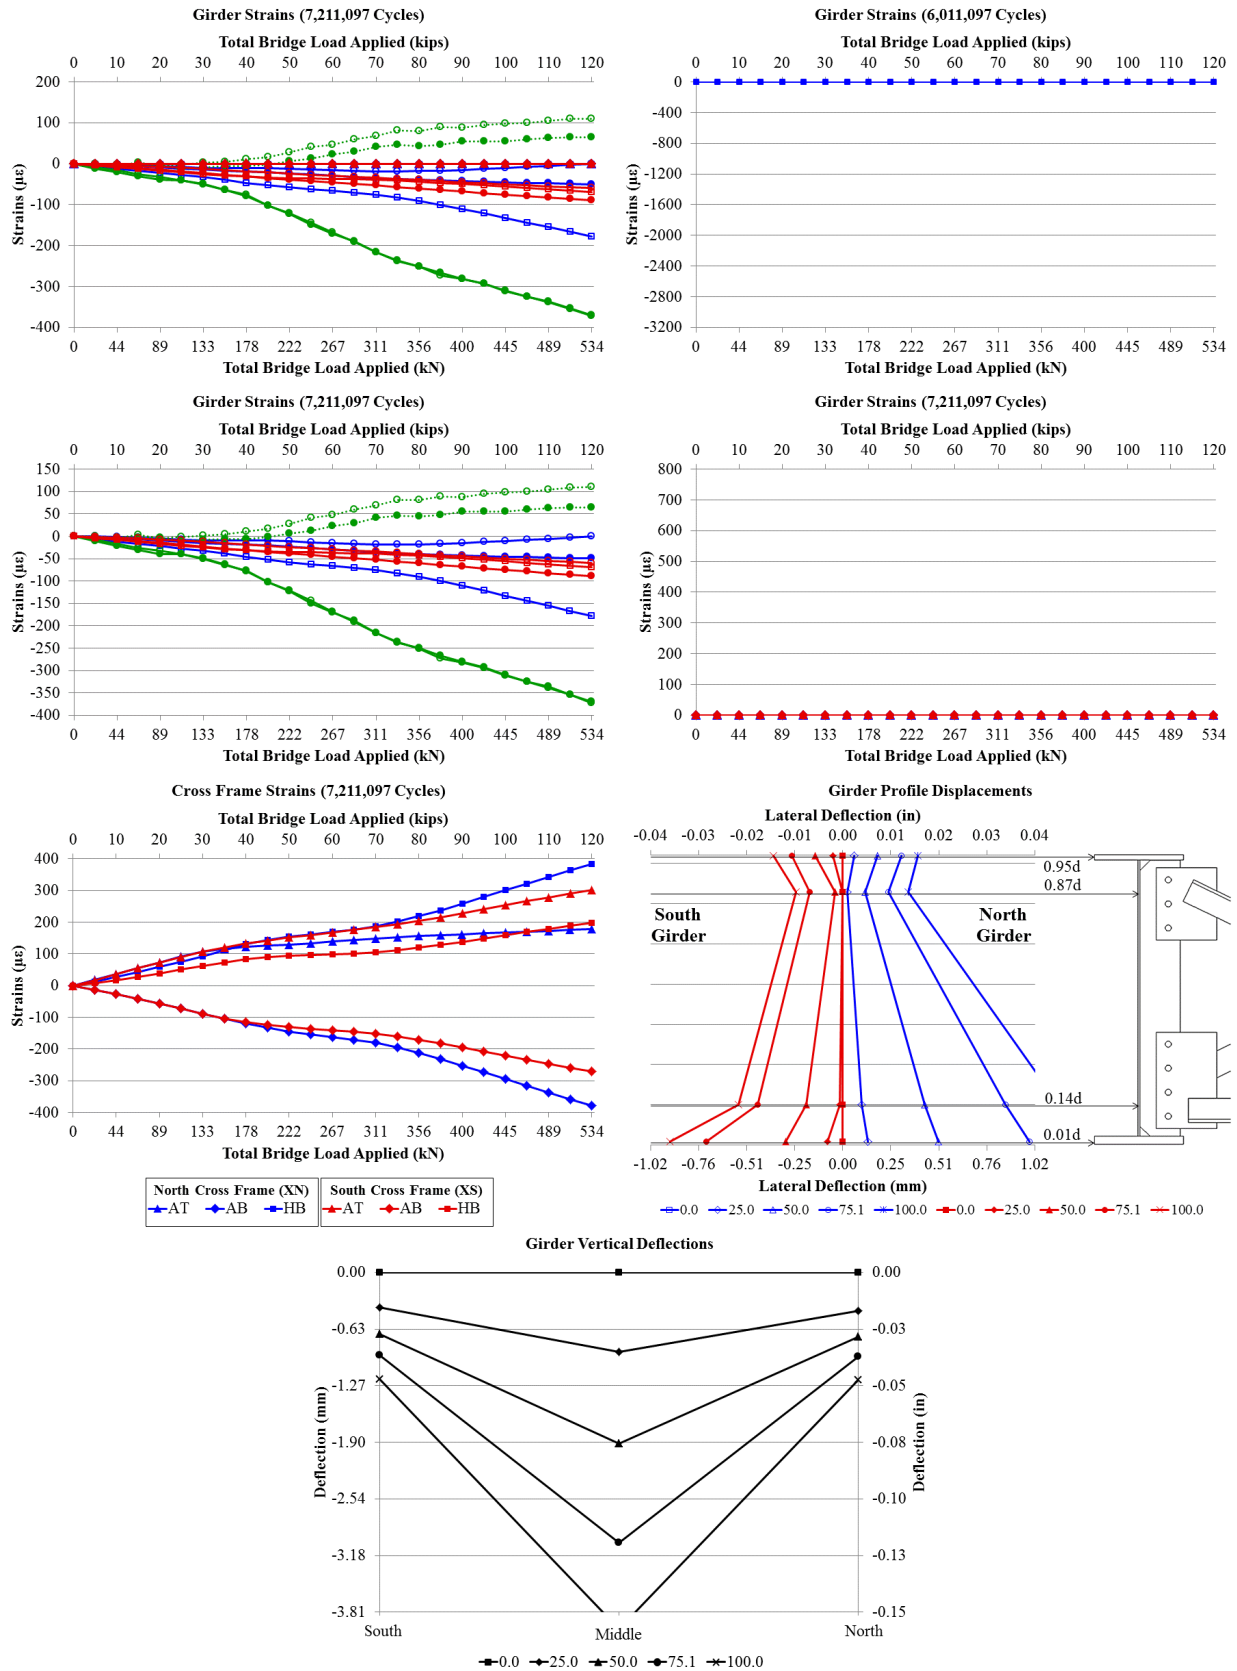 Girder Strains (7,211,097 Cycles)
Total Bridge Load Applied (kips)
0 10 20 30 40 50 60 70 80 90 100 110 120
200
100
0
-100
-200
-300
-400
Strains (με)
0 44 89 133 178 222 267 311 356 400 445 489 534
Total Bridge Load Applied (kN)
Girder Strains (6,011,097 Cycles)
Total Bridge Load Applied (kips)
0 10 20 30 40 50 60 70 80 90 100 110 120
0
-400
-800
-1200
-1600
-2000
-2400
-2800
-3200
Strains (με)
0 44 89 133 178 222 267 311 356 400 445 489 534
Total Bridge Load Applied (kN)
Girder Strains (7,211,097 Cycles)
Total Bridge Load Applied (kips)
0 10 20 30 40 50 60 70 80 90 100 110 120
150
100
50
0
-50
-100
-150
-200
-250
-300
-350
-400
Strains (με)
0 44 89 133 178 222 267 311 356 400 445 489 534
Total Bridge Load Applied (kN)
Girder Strains (7,211,097 Cycles)
Total Bridge Load Applied (kips)
0 10 20 30 40 50 60 70 80 90 100 110 120
800
700
600
500
400
300
200
100
0
Strains (με)
0 44 89 133 178 222 267 311 356 400 445 489 534
Total Bridge Load Applied (kN)
Cross Frame Strains (7,211,097 Cycles)
Total Bridge Load Applied (kips)
0 10 20 30 40 50 60 70 80 90 100 110 120
400
300
200
100
0
-100
-200
-300
-400
Strains (με)
0 44 89 133 178 222 267 311 356 400 445 489 534
Total Bridge Load Applied (kN)
North Cross Frame (XN) South Cross Frame (XS)
AT AB HB AT AB HB
Girder Profile Displacements
Lateral Deflection (in)
-0.04 -0.03 -0.02 -0.01 0.00 0.01 0.02 0.03 0.04
0.95d
0.87d
South Girder
North Girder
0.14d
0.01d
-1.02 -0.76 -0.51 -0.25 0.00 0.25 0.51 0.76 1.02
Lateral Deflection (mm)
0.0 25.0 50.0 75.1 100.0 0.0 25.0 50.0 75.1 100.0
Girder Vertical Deflections
0.00
-0.63
-1.27
-1.90
-2.54
-3.18
-3.81
Deflection (mm)
0.00
-0.03
-0.05
-0.08
-0.10
-0.13
-0.15
Deflection (in)
South Middle North
0.0 25.0 50.0 75.1 100.0